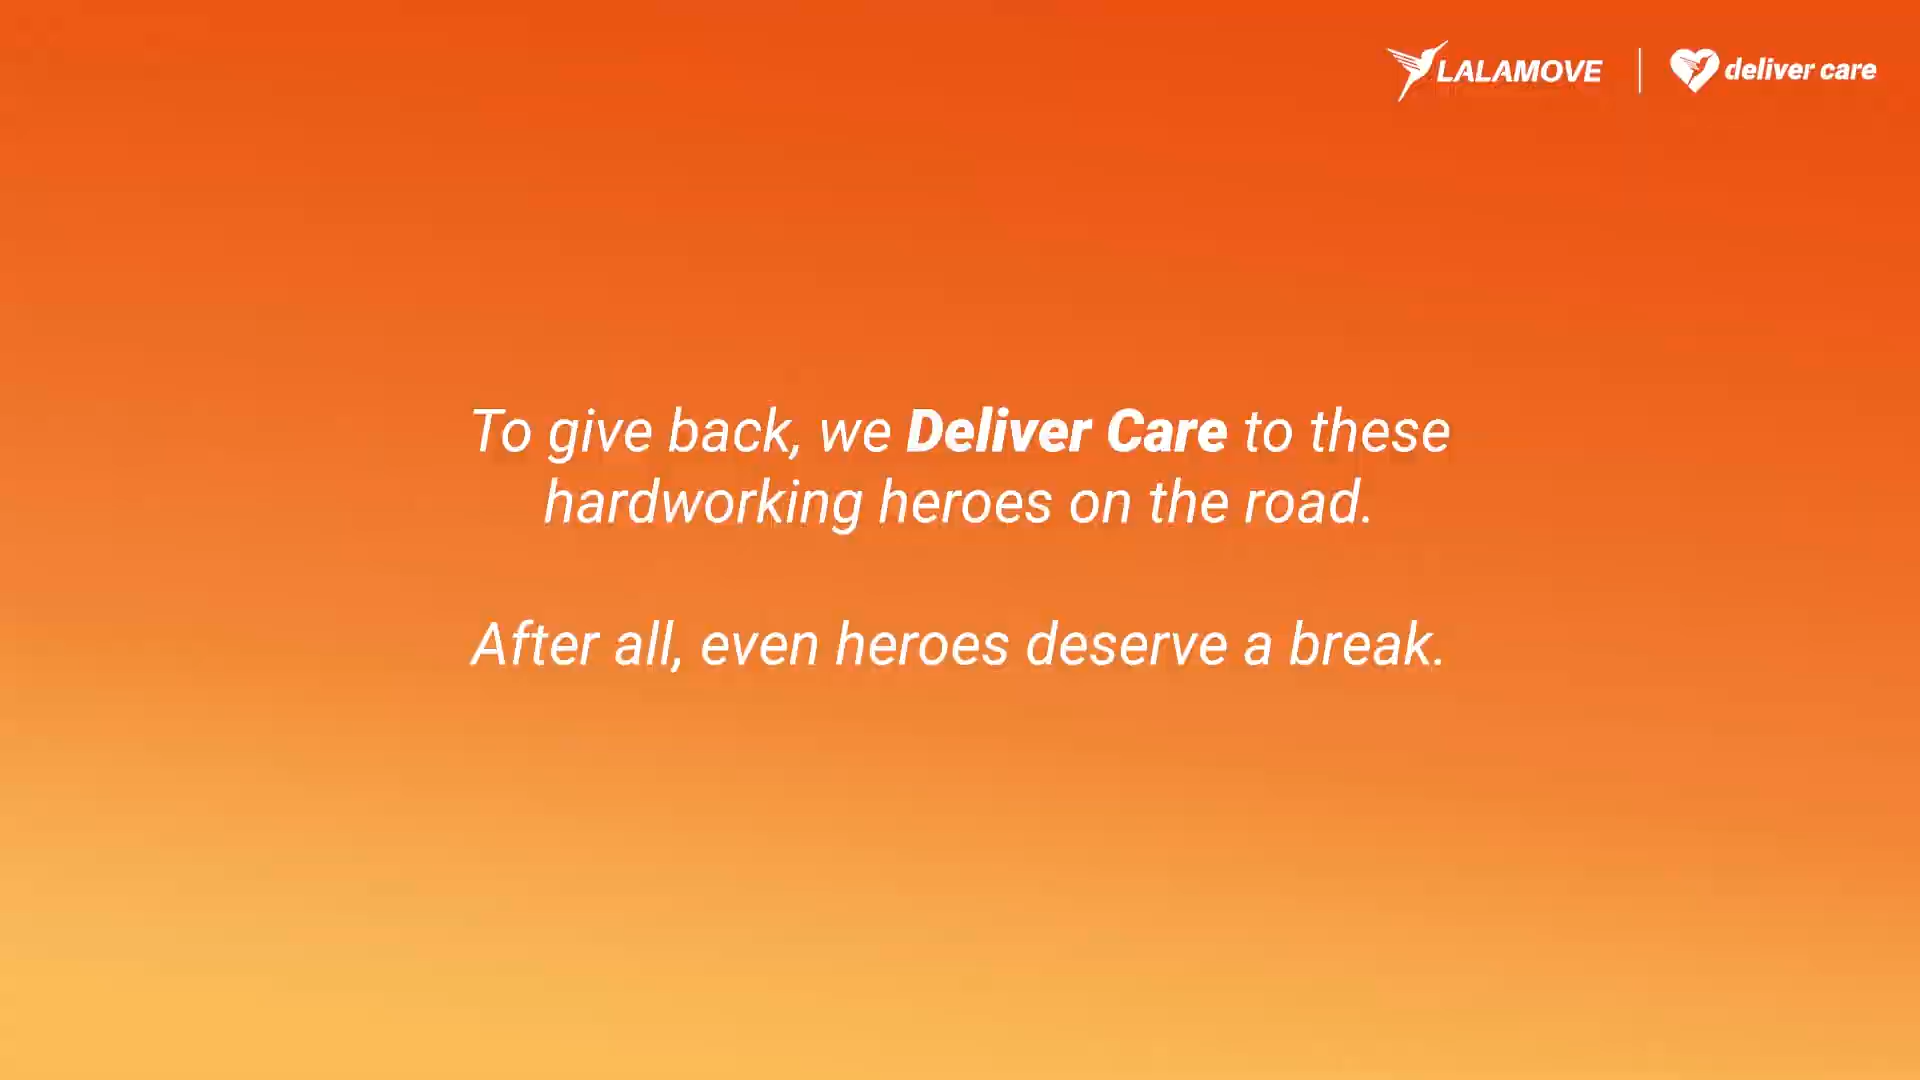 LALAMOVE
deliver care
To give back, we Deliver Care to these
hardworking heroes on the road.
After all, even heroes deserve a break.